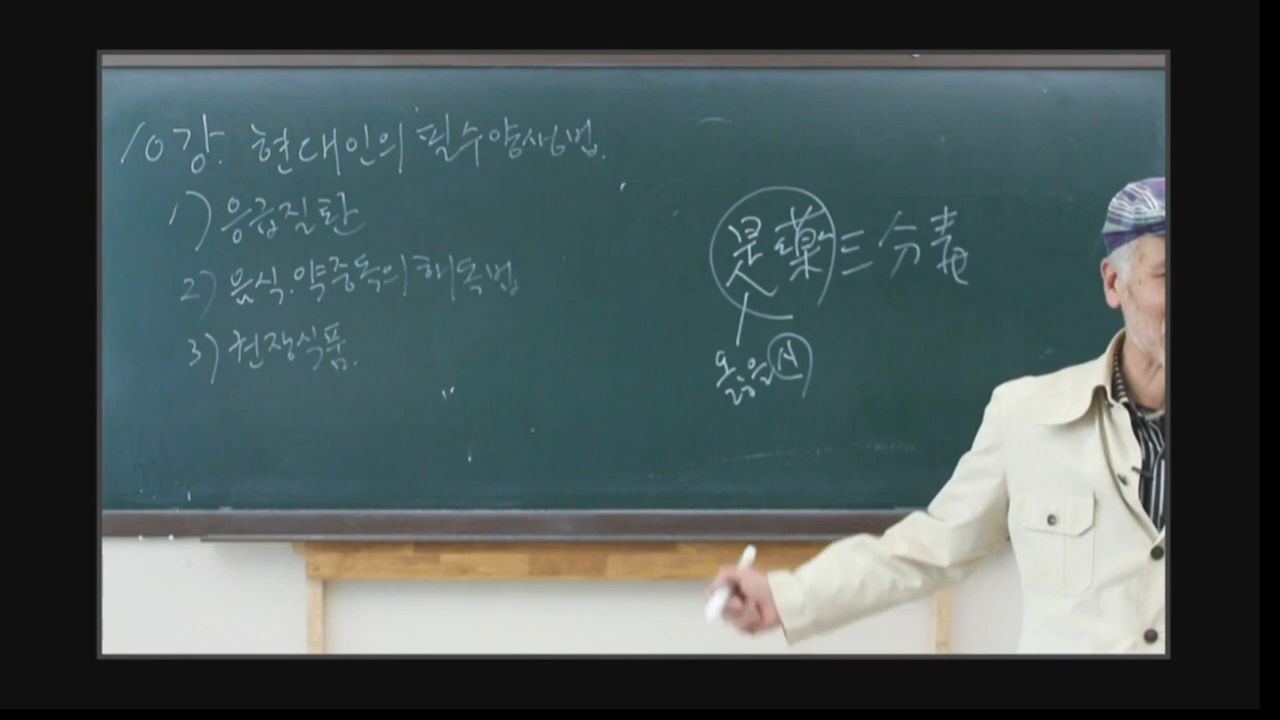 10강. 현대인의 필수양생법.
1) 응급질환
2) 음식.약중독의 해독법
3) 권장식품.
是藥三分毒
옳을 시